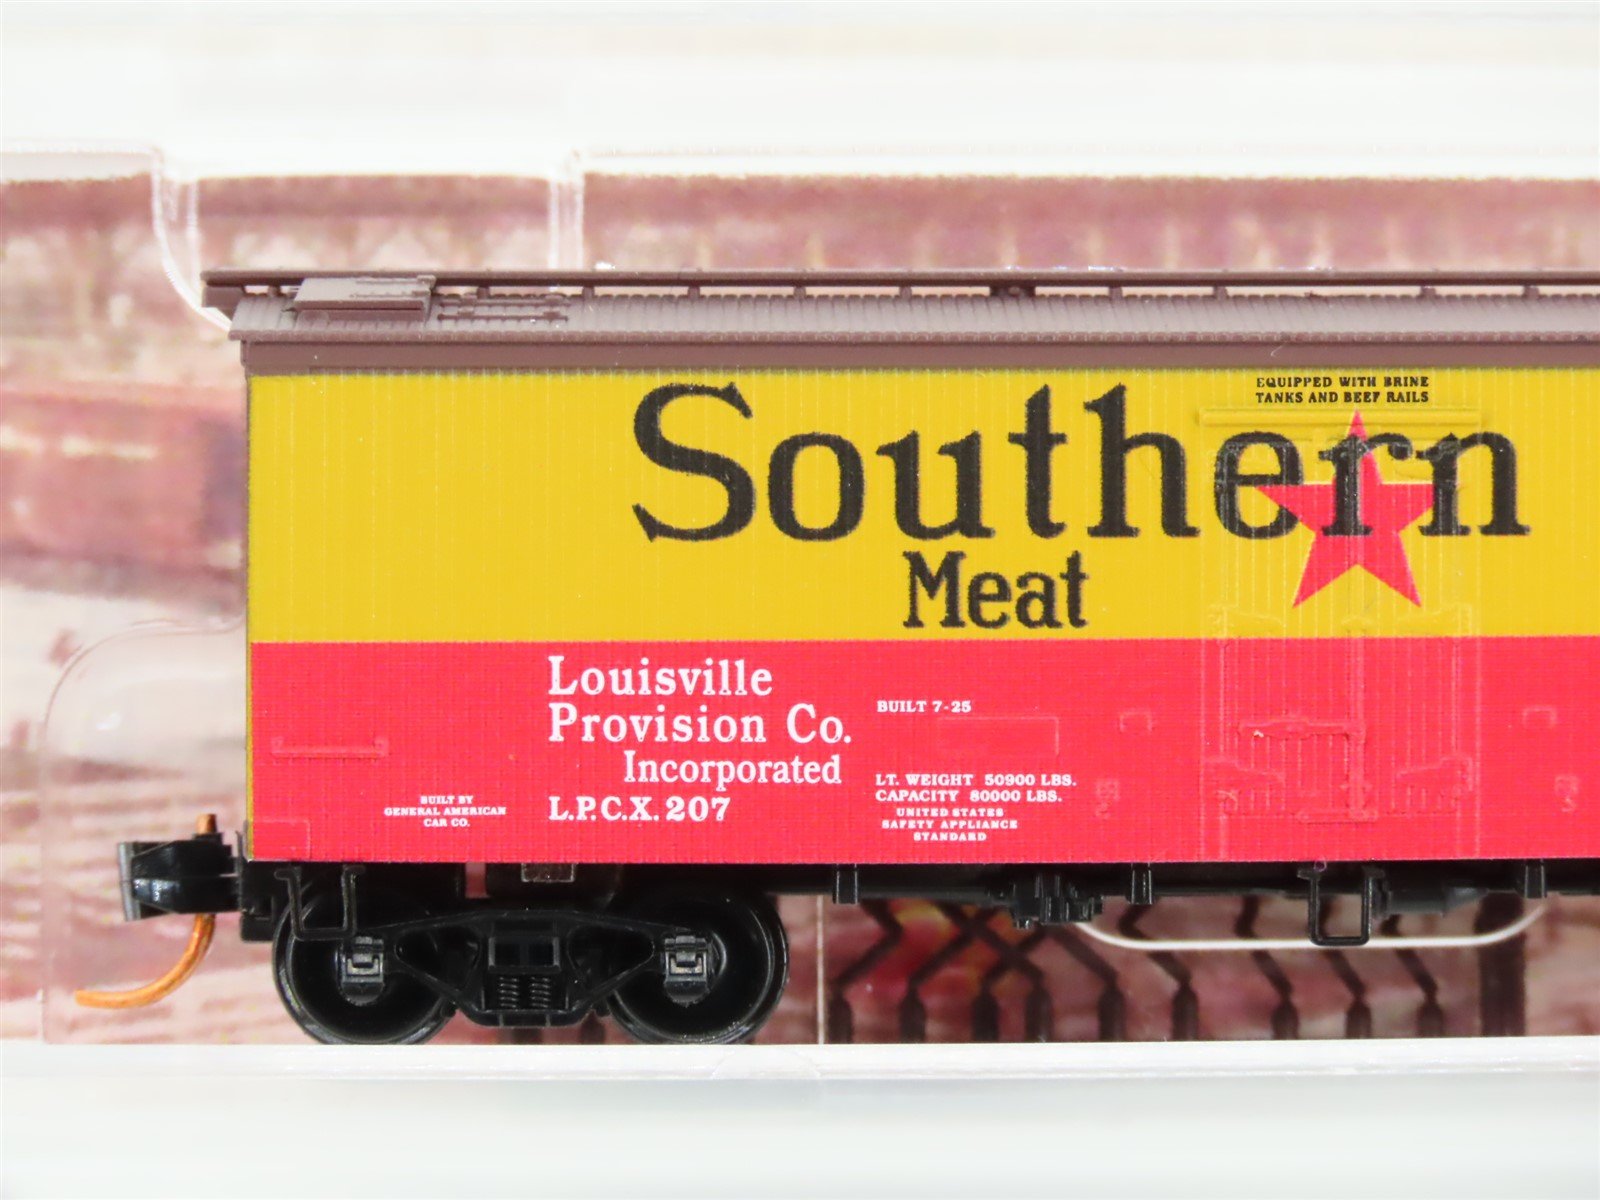 EQUIPPED WITH BRINE
TANKS AND BEEF RAILS
Southern
Meat
Louisville
Provision Co.
Incorporated
L.P.C.X. 207
BUILT BY
GENERAL AMERICAN
CAR CO.
BUILT 7-25
LT. WEIGHT 50900 LBS.
CAPACITY 80000 LBS.
UNITED STATES
SAFETY APPLIANCE
STANDARD